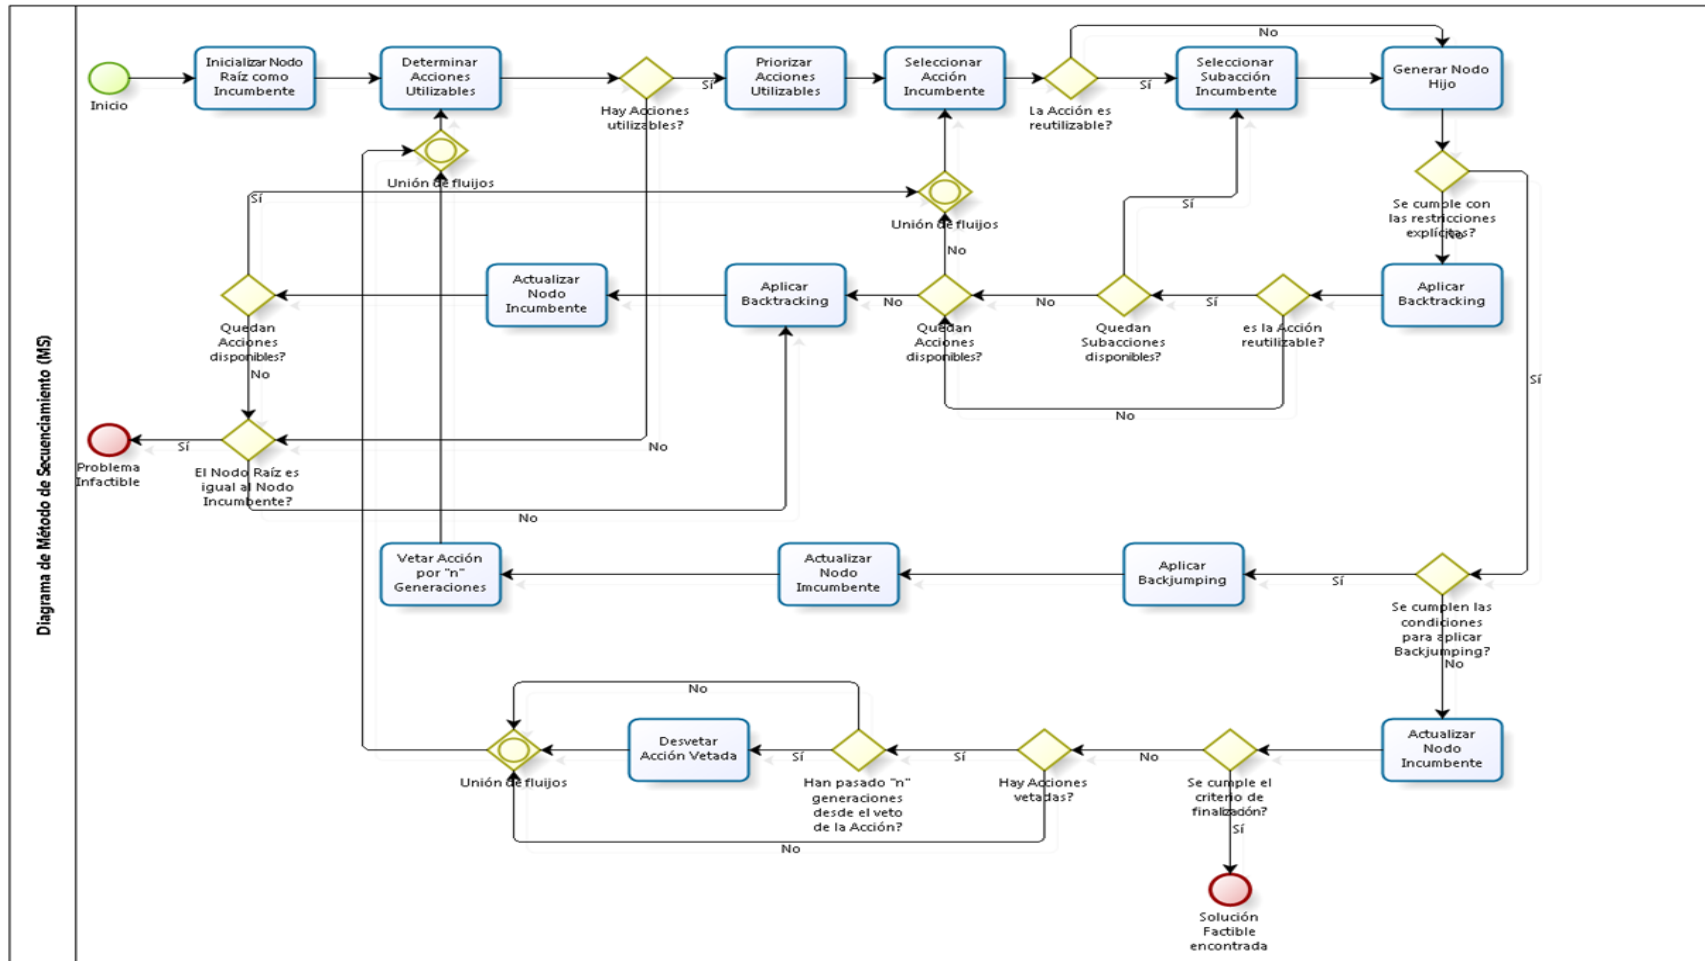 Diagrama de Método de Secuenciamiento (MS)
Inicio
Inicializar Nodo
Raíz como
Incumbente
Determinar
Acciones
Utilizables
Hay Acciones
utilizables?
Sí
Priorizar
Acciones
Utilizables
Seleccionar
Acción
Incumbente
La Acción es
reutilizable?
No
Sí
Seleccionar
Subacción
Incumbente
Generar Nodo
Hijo
Unión de fluijos
Sí
Unión de fluijos
No
Sí
Se cumple con
las restricciones
explícitas?
No
Sí
Quedan
Acciones
disponibles?
No
Actualizar
Nodo
Incumbente
Aplicar
Backtracking
No
Quedan
Acciones
disponibles?
No
Quedan
Subacciones
disponibles?
Sí
es la Acción
reutilizable?
No
Aplicar
Backtracking
Problema
Infactible
Sí
El Nodo Raíz es
igual al Nodo
Incumbente?
No
No
Vetar Acción
por "n"
Generaciones
Actualizar
Nodo
Imcumbente
Aplicar
Backjumping
Sí
Se cumplen las
condiciones
para aplicar
Backjumping?
No
No
Unión de fluijos
Desvetar
Acción Vetada
Sí
Han pasado "n"
generaciones
desde el veto
de la Acción?
Sí
Hay Acciones
vetadas?
No
No
Se cumple el
criterio de
finalización?
Sí
Actualizar
Nodo
Incumbente
Solución
Factible
encontrada